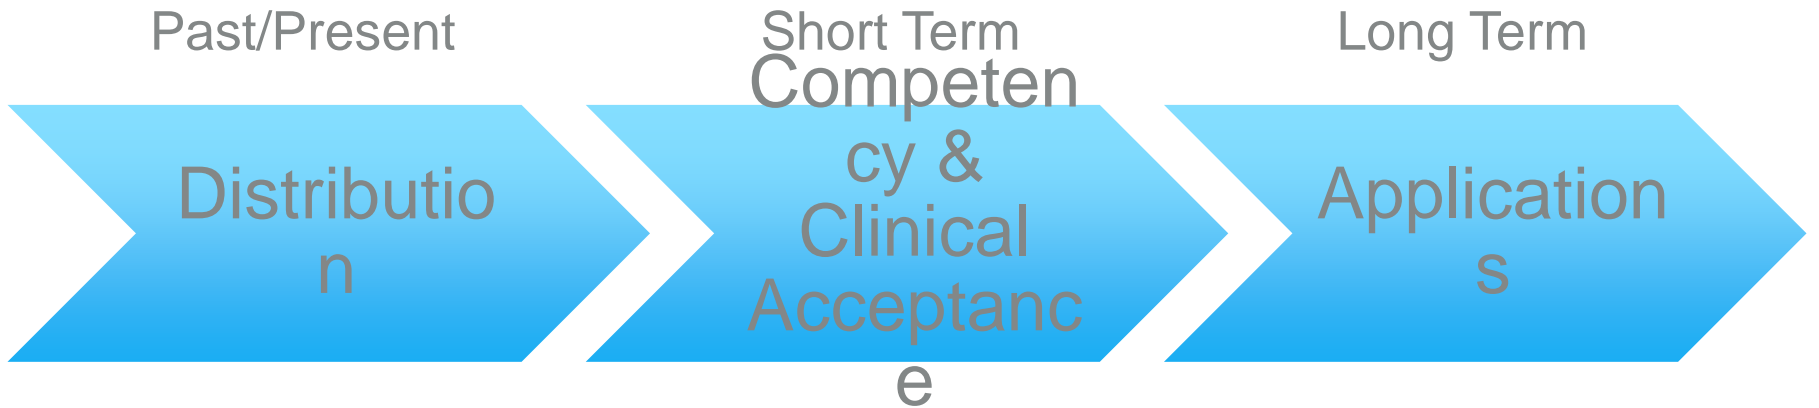 Past/Present
Short Term
Long Term
Distributio
n
Competen
cy &
Clinical
Acceptanc
e
Application
s